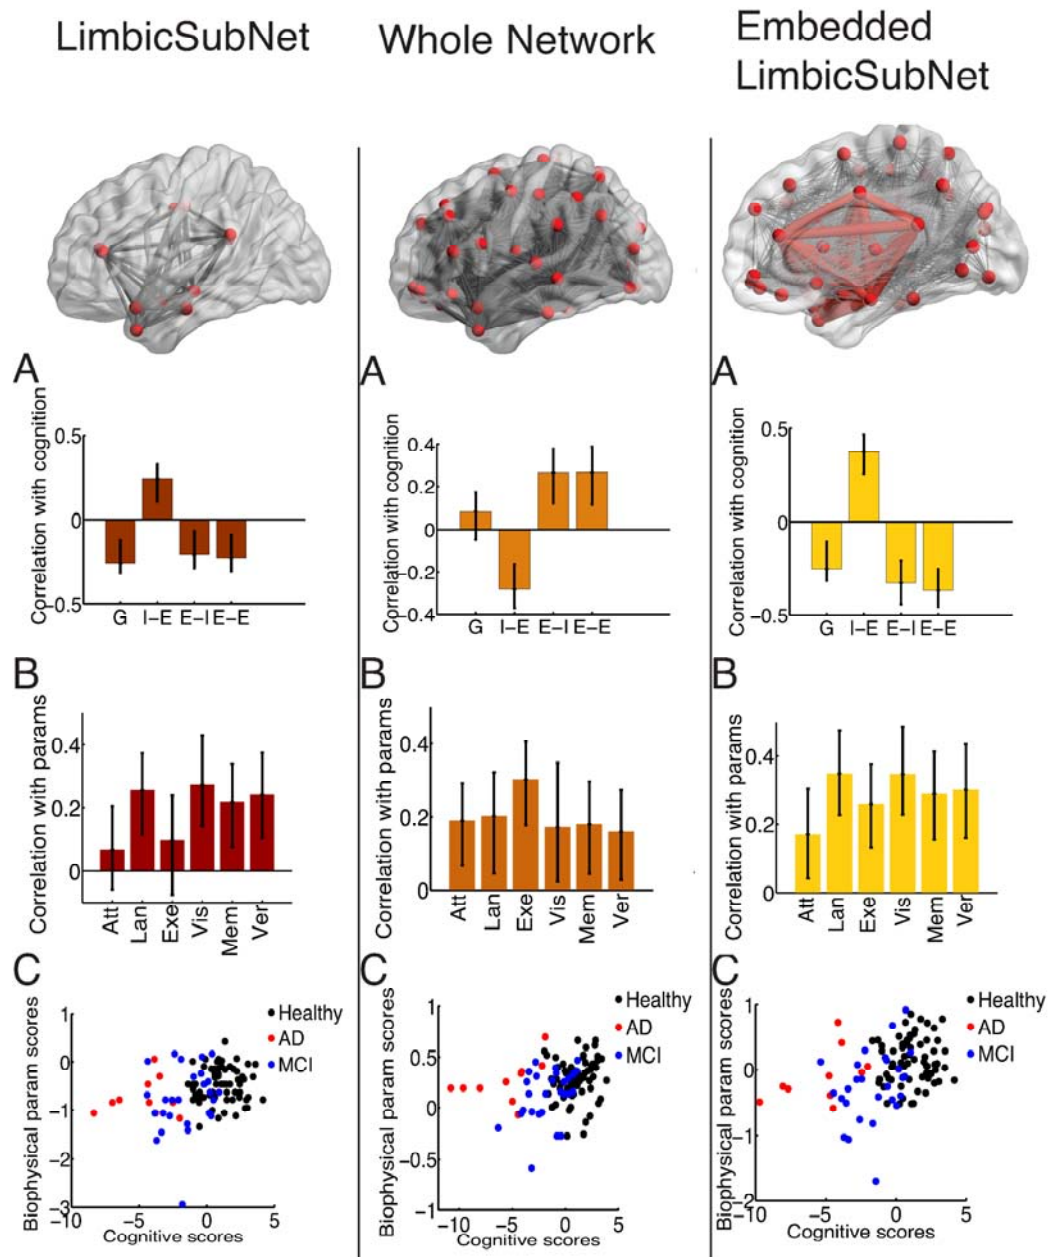 LimbicSubNet
Whole Network
Embedded
LimbicSubNet
A
Correlation with cognition
0.5
0
−0.5
G I−E E−I E−E
A
Correlation with cognition
0.4
0.2
0
−0.2
−0.4
G I−E E−I E−E
A
Correlation with cognition
0.5
0
−0.5
G I−E E−I E−E
B
Correlation with params
0.4
0.2
0
Att Lan Exe Vis Mem Ver
B
Correlation with params
0.4
0.2
0
Att Lan Exe Vis Mem Ver
B
Correlation with params
0.4
0.2
0
Att Lan Exe Vis Mem Ver
C
Biophysical param scores
1
0
−1
−2
−3
−10 −5 0 5
Cognitive scores
Healthy
AD
MCI
C
Biophysical param scores
1
0.5
0
−0.5
−1
−10 −5 0 5
Cognitive scores
Healthy
AD
MCI
C
Biophysical param scores
1
0
−1
−2
−10 −5 0 5
Cognitive scores
Healthy
AD
MCI